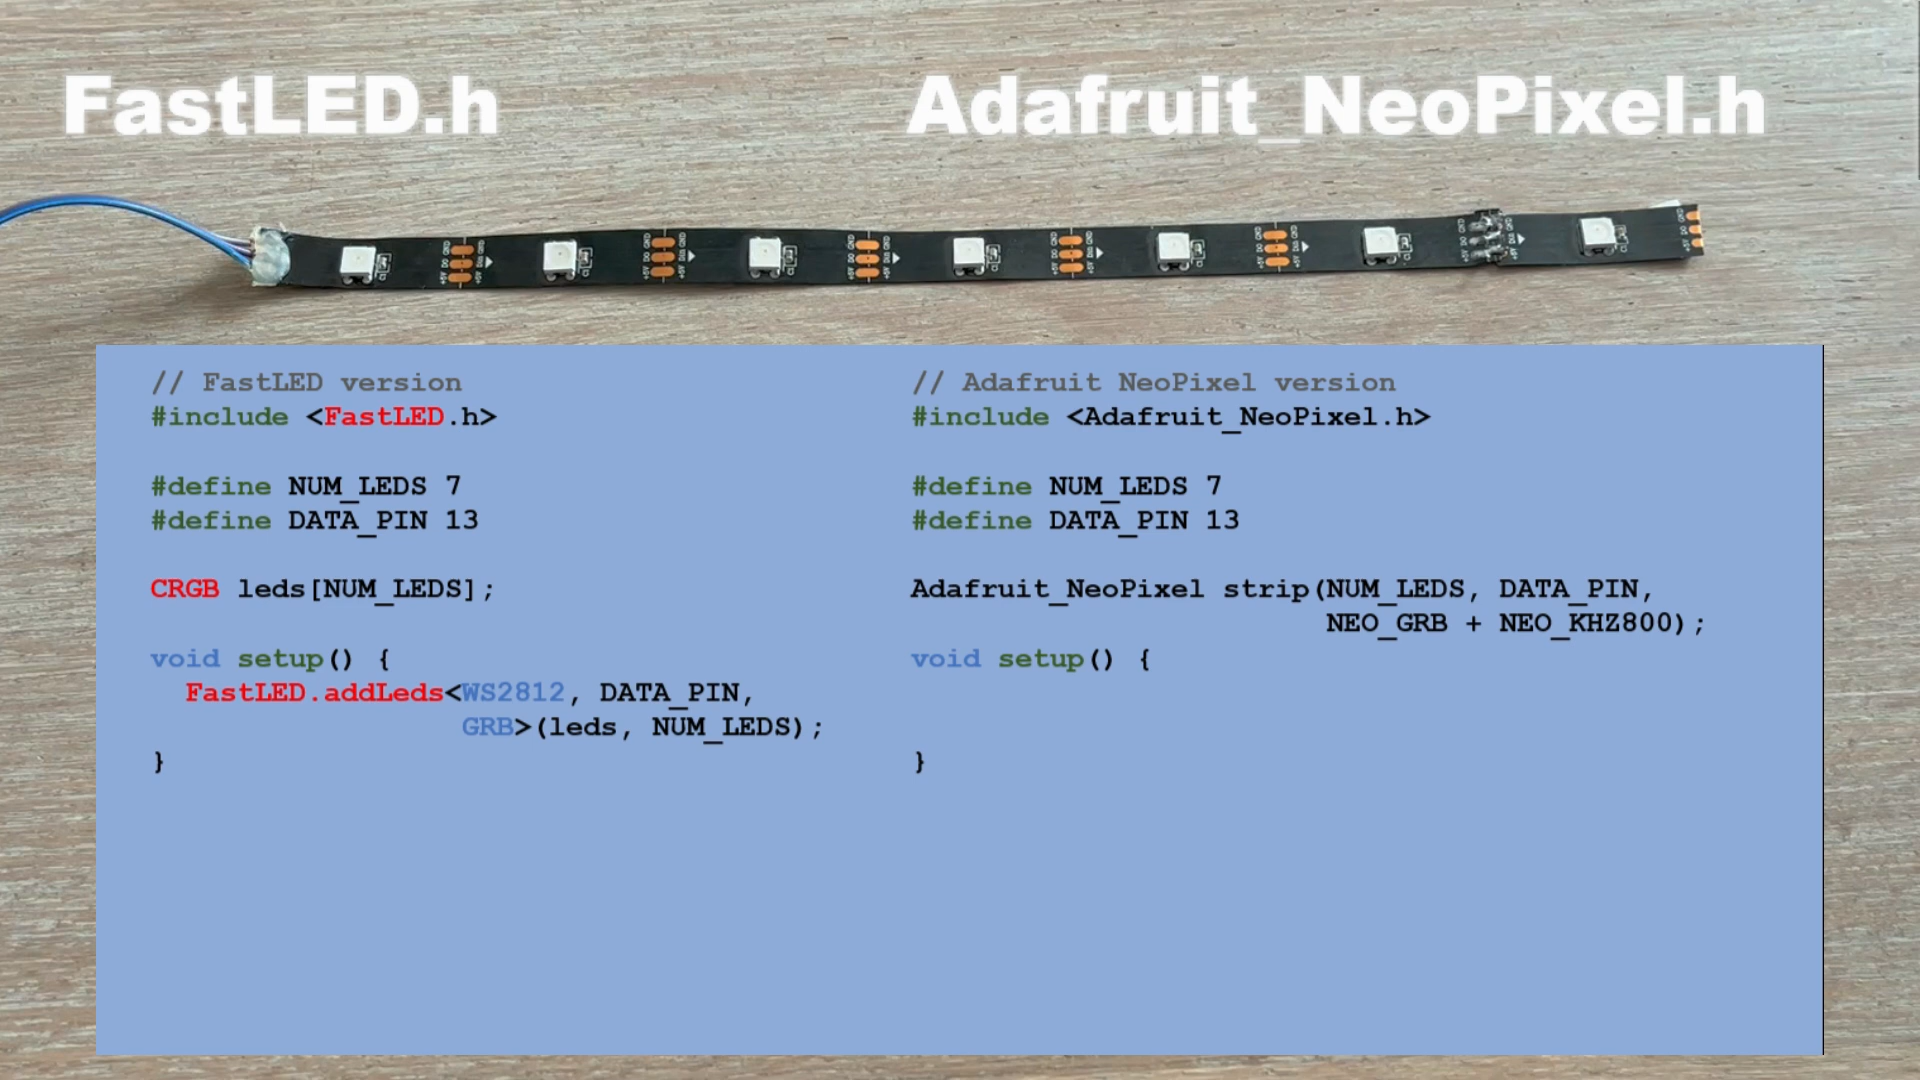 FastLED.h
Adafruit_NeoPixel.h
// FastLED version
#include <FastLED.h>
#define NUM_LEDS 7
#define DATA_PIN 13
CRGB leds[NUM_LEDS];
void setup() {
FastLED.addLeds<WS2812, DATA_PIN,
GRB>(leds, NUM_LEDS);
}
// Adafruit NeoPixel version
#include <Adafruit_NeoPixel.h>
#define NUM_LEDS 7
#define DATA_PIN 13
Adafruit_NeoPixel strip(NUM_LEDS, DATA_PIN,
NEO_GRB + NEO_KHZ800);
void setup() {
}